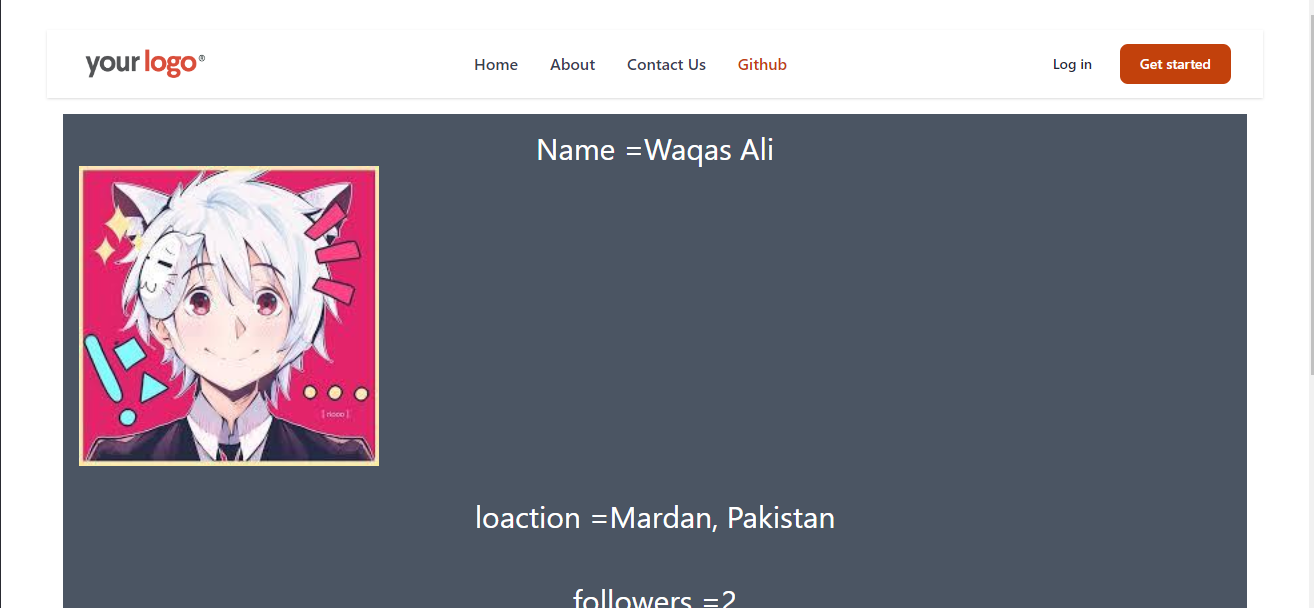 your logo®
Home About Contact Us Github
Log in Get started
Name =Waqas Ali
[ riooo ]
loaction =Mardan, Pakistan
followers =2